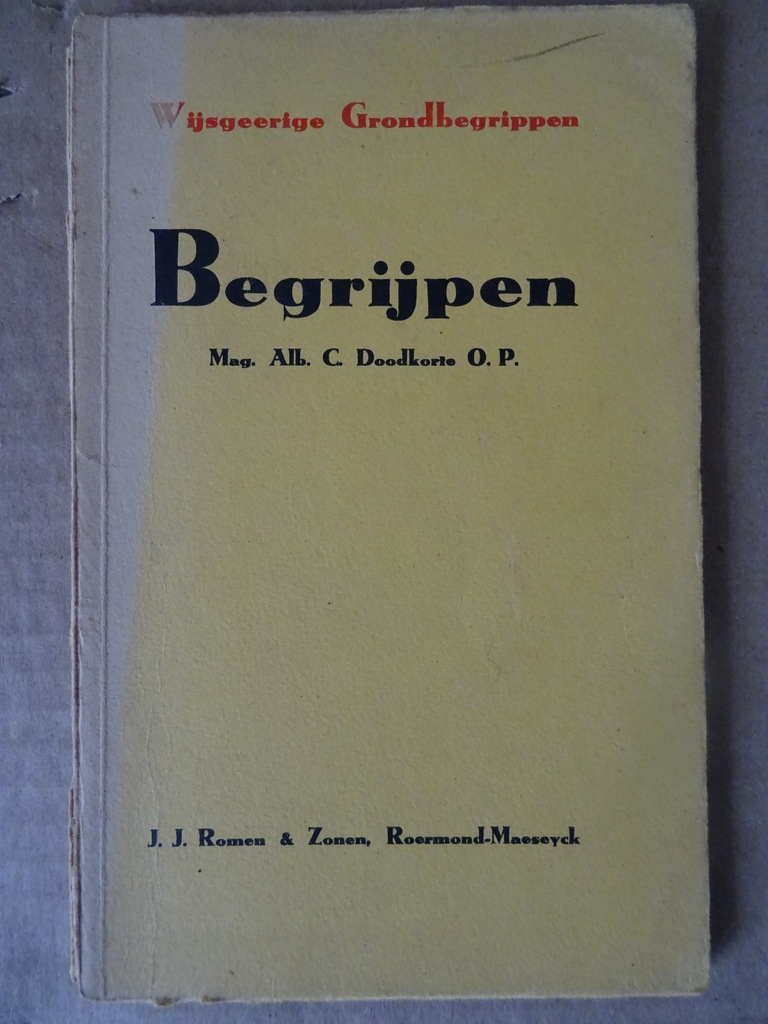 Wijsgeerige Grondbegrippen
Begrijpen
Mag. Alb. C. Doodkorte O. P.
J. J. Romen & Zonen, Roermond-Maeseyck